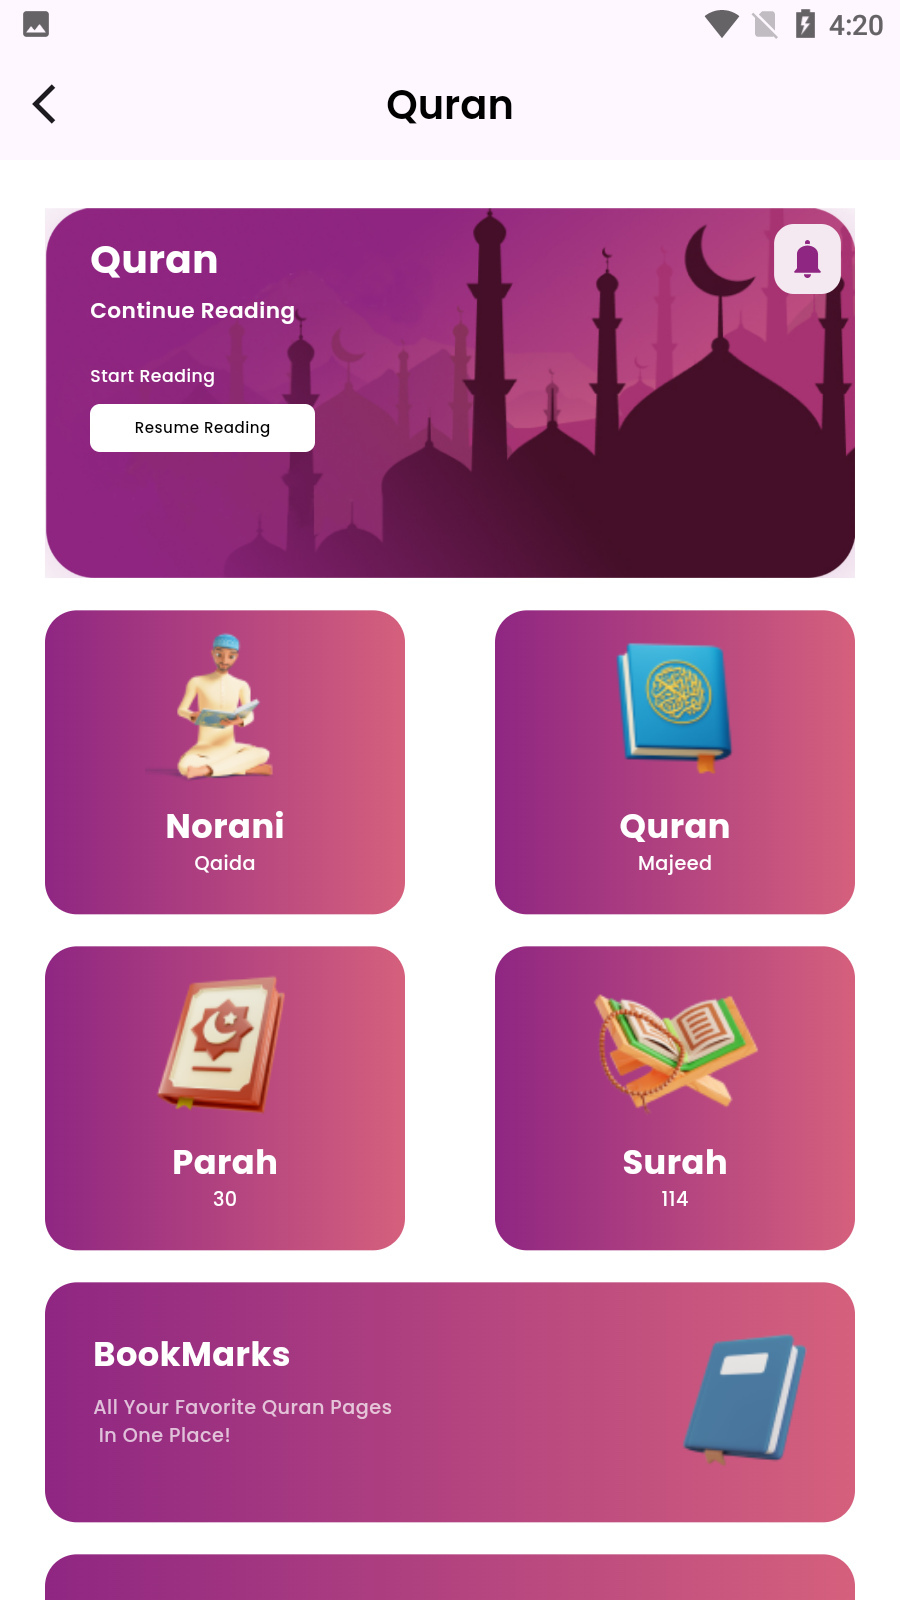 4:20
Quran
Quran
Continue Reading
Start Reading
Resume Reading
Norani
Qaida
Quran
Majeed
Parah
30
Surah
114
BookMarks
All Your Favorite Quran Pages
In One Place!